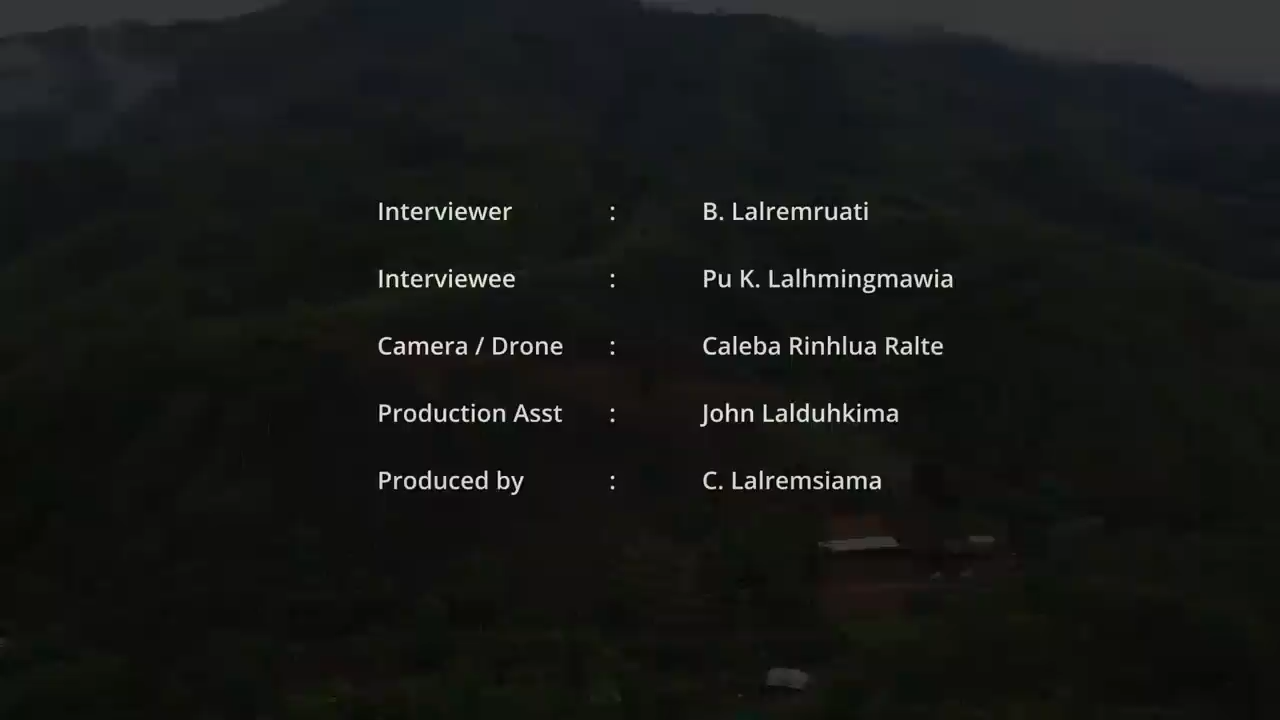 Interviewer : B. Lalremruati
Interviewee : Pu K. Lalhmingmawia
Camera / Drone : Caleba Rinhlua Ralte
Production Asst : John Lalduhkima
Produced by : C. Lalremsiama